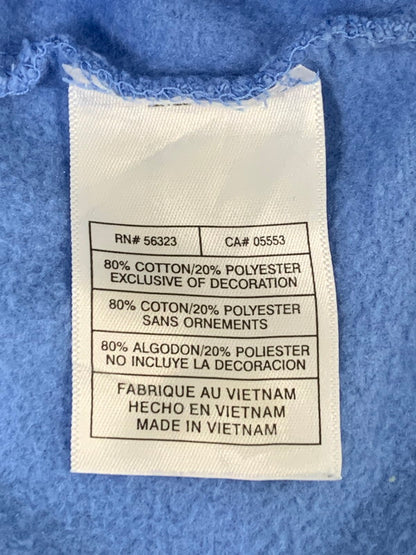 RN# 56323 CA# 05553
80% COTTON/20% POLYESTER
EXCLUSIVE OF DECORATION
80% COTON/20% POLYESTER
SANS ORNEMENTS
80% ALGODON/20% POLIESTER
NO INCLUYE LA DECORACION
FABRIQUE AU VIETNAM
HECHO EN VIETNAM
MADE IN VIETNAM